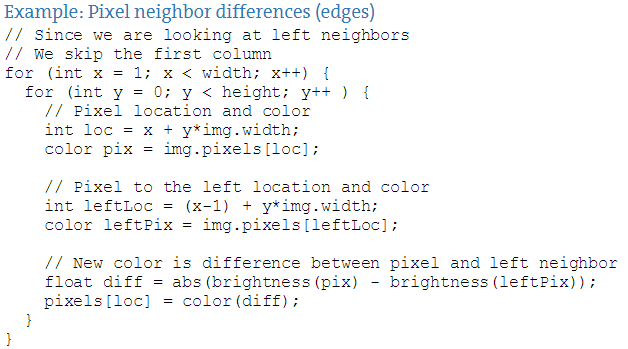 Example: Pixel neighbor differences (edges)
// Since we are looking at left neighbors
// We skip the first column
for (int x = 1; x < width; x++) {
  for (int y = 0; y < height; y++ ) {
    // Pixel location and color
    int loc = x + y*img.width;
    color pix = img.pixels[loc];

    // Pixel to the left location and color
    int leftLoc = (x-1) + y*img.width;
    color leftPix = img.pixels[leftLoc];

    // New color is difference between pixel and left neighbor
    float diff = abs(brightness(pix) - brightness(leftPix));
    pixels[loc] = color(diff);
  }
}